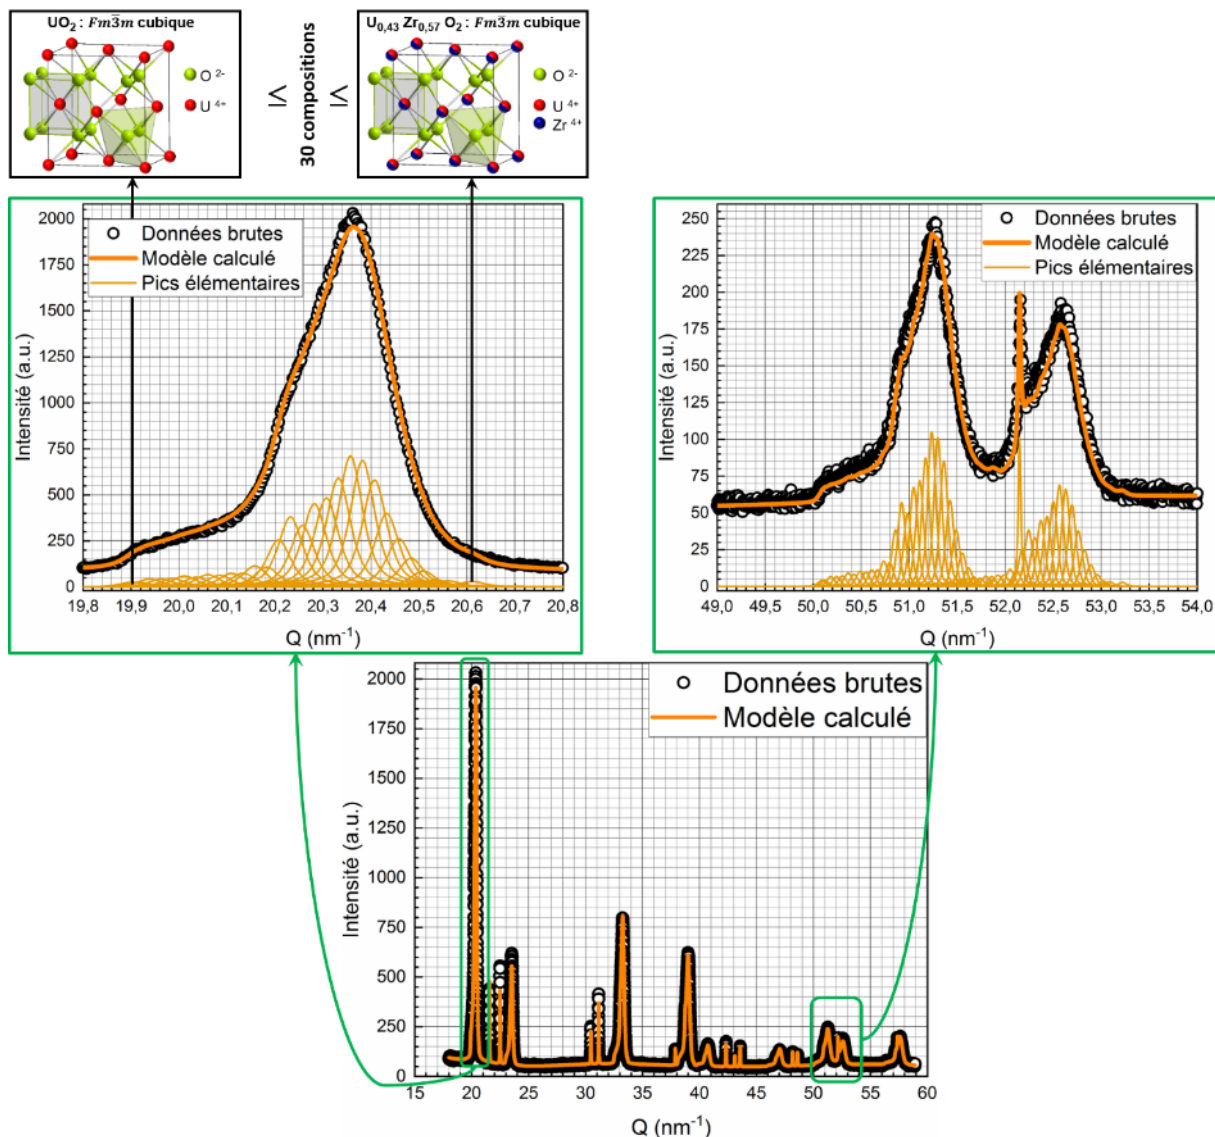 UO2 : Fm3̅m cubique
O 2-
U 4+
30 compositions
≤
≤
U0,43 Zr0,57 O2 : Fm3̅m cubique
O 2-
U 4+
Zr 4+
Données brutes
Modèle calculé
Pics élémentaires
Intensité (a.u.)
2000
1750
1500
1250
1000
750
500
250
0
19,8 19,9 20,0 20,1 20,2 20,3 20,4 20,5 20,6 20,7 20,8
Q (nm-1)
Données brutes
Modèle calculé
Pics élémentaires
Intensité (a.u.)
250
225
200
175
150
125
100
75
50
25
0
49,0 49,5 50,0 50,5 51,0 51,5 52,0 52,5 53,0 53,5 54,0
Q (nm-1)
Données brutes
Modèle calculé
Intensité (a.u.)
2000
1750
1500
1250
1000
750
500
250
0
15 20 25 30 35 40 45 50 55 60
Q (nm-1)